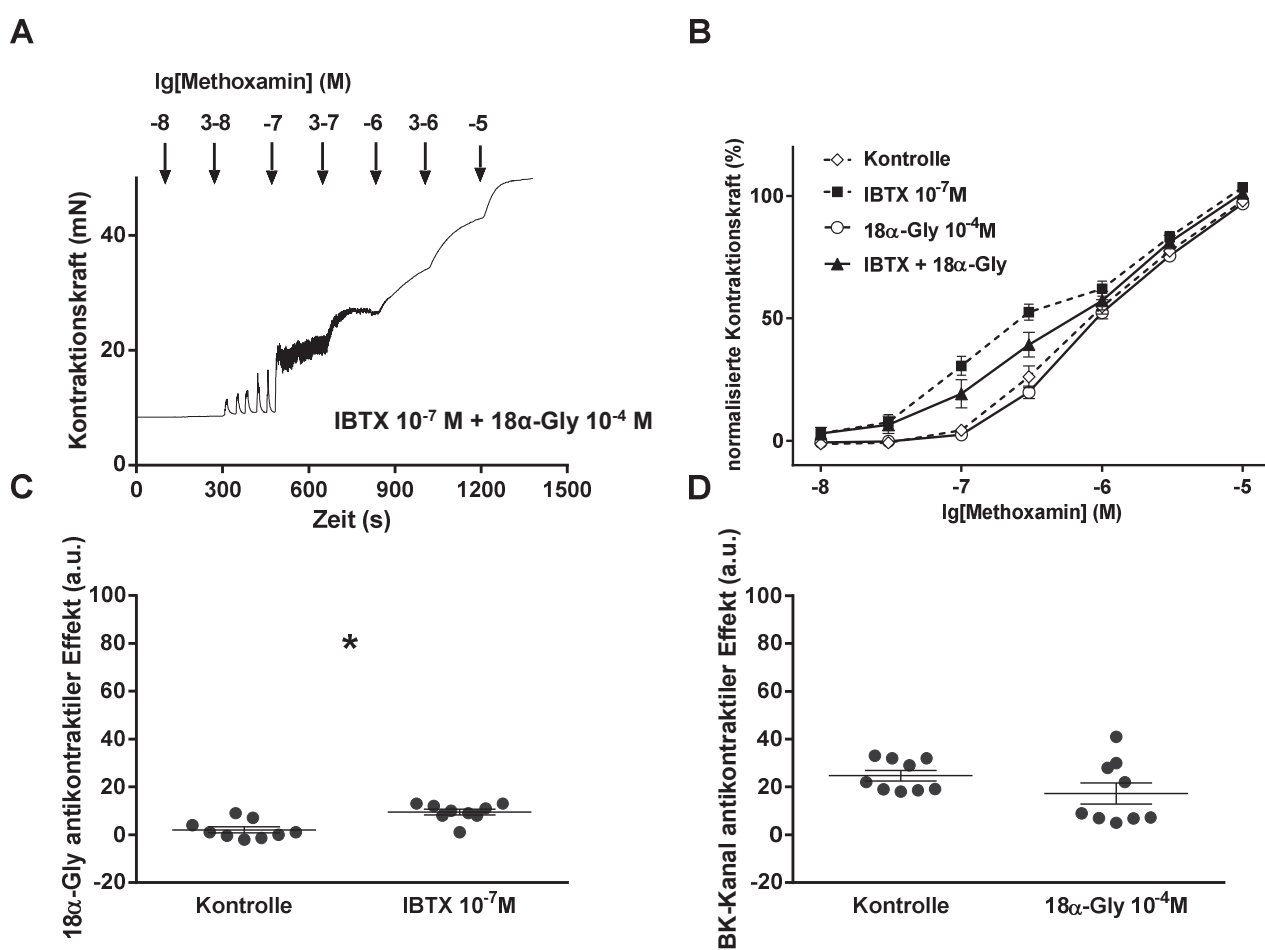 A
lg[Methoxamin] (M)
-8 3-8 -7 3-7 -6 3-6 -5
Kontraktionskraft (mN)
40
20
0
IBTX 10-7 M + 18α-Gly 10-4 M
0 300 600 900 1200 1500
Zeit (s)
B
normalisierte Kontraktionskraft (%)
100
50
0
Kontrolle
IBTX 10-7M
18α-Gly 10-4M
IBTX + 18α-Gly
-8 -7 -6 -5
lg[Methoxamin] (M)
C
18α-Gly antikontraktiler Effekt (a.u.)
100
80
60
40
20
0
-20
*
Kontrolle IBTX 10-7M
D
BK-Kanal antikontraktiler Effekt (a.u.)
100
80
60
40
20
0
-20
Kontrolle 18α-Gly 10-4M